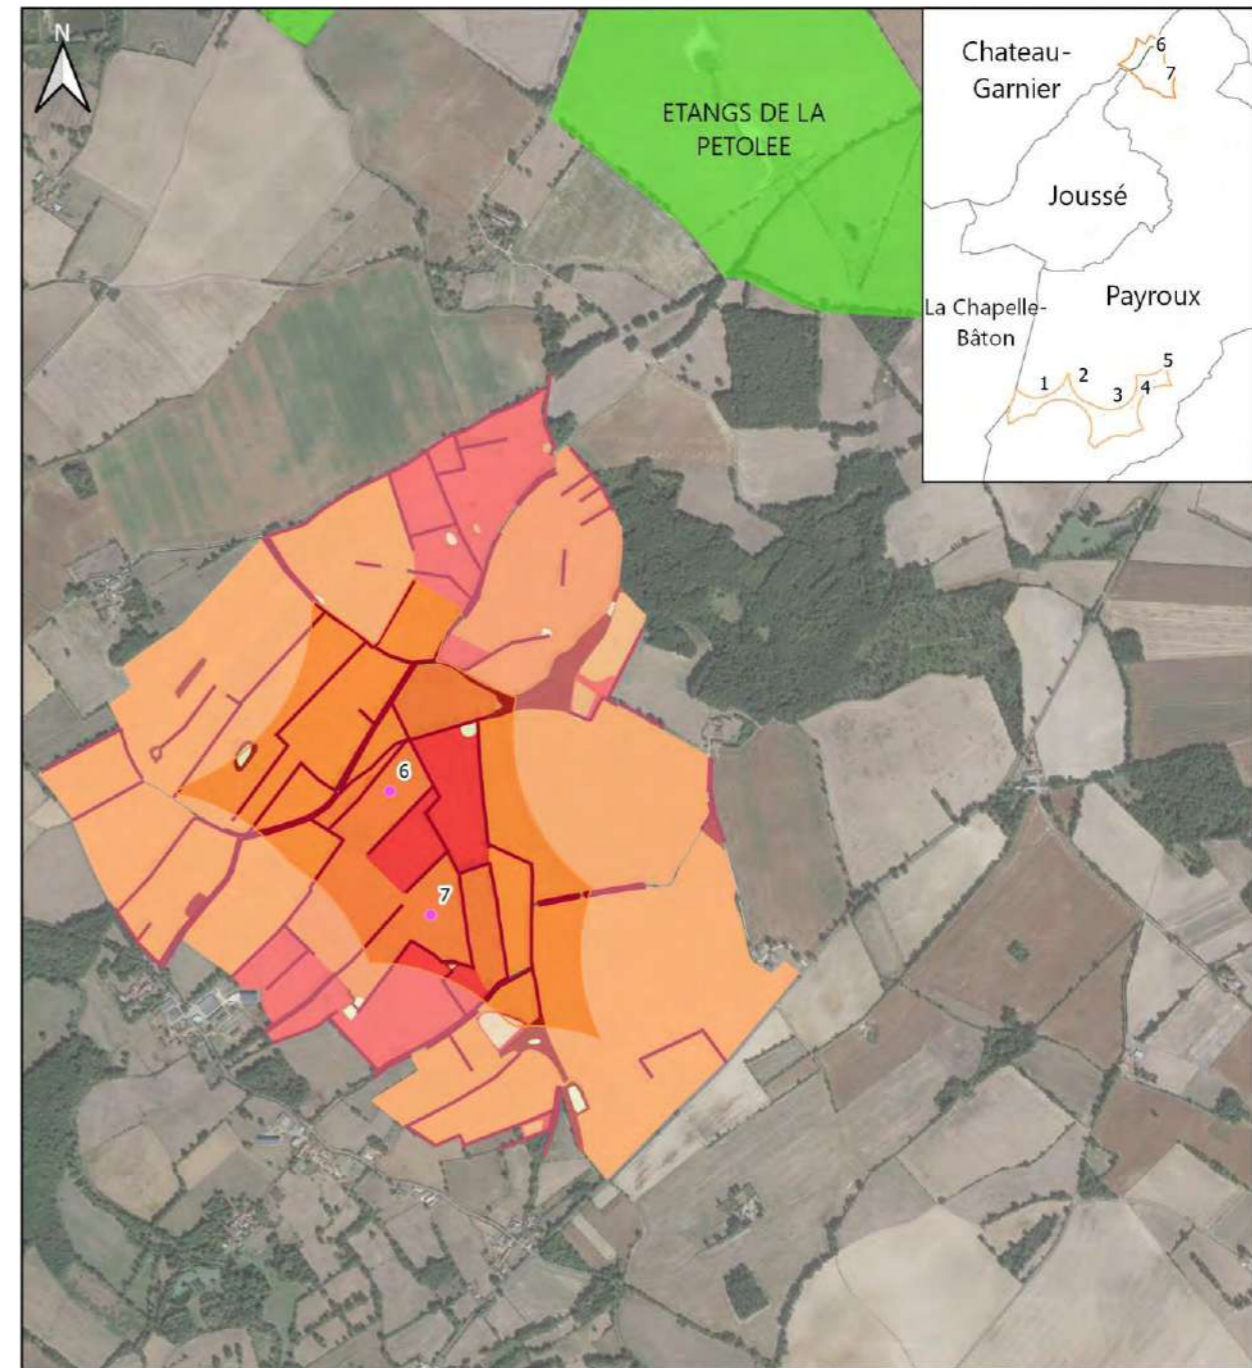 N
ETANGS DE LA
PETOLEE
6
7
Chateau-
Garnier
6
7
Joussé
Payroux
La Chapelle-
Bâton
1
2
3
4
5